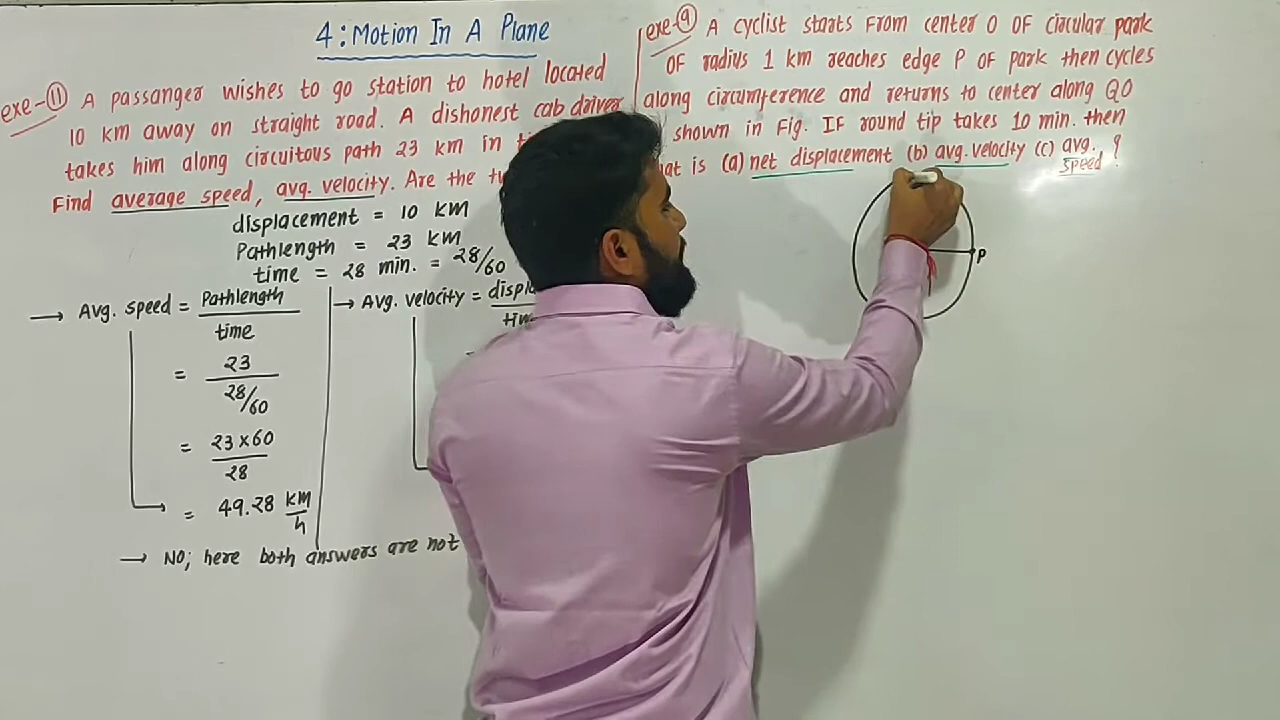 4: Motion In A Plane
exe-11 A passanger wishes to go station to hotel located
10 km away on straight road. A dishonest cab driver
takes him along circuitous path 23 km in
Find average speed, avg. velocity. Are the
displacement = 10 KM
Pathlength = 23 KM
time = 28 min. = 28/60
→ Avg. speed = Pathlength
time
= 23
28/60
= 23x60
28
= 49.28 KM
h
→ Avg. velocity =
→ NO; here both answers are not
exe-9 A cyclist starts From center O OF circular park
OF radius 1 km reaches edge P OF park then cycles
along circumference and returns to center along QO
shown in Fig. IF round tip takes 10 min. then
is (a) net displacement (b) avg. velocity (c) avg. speed ?
P